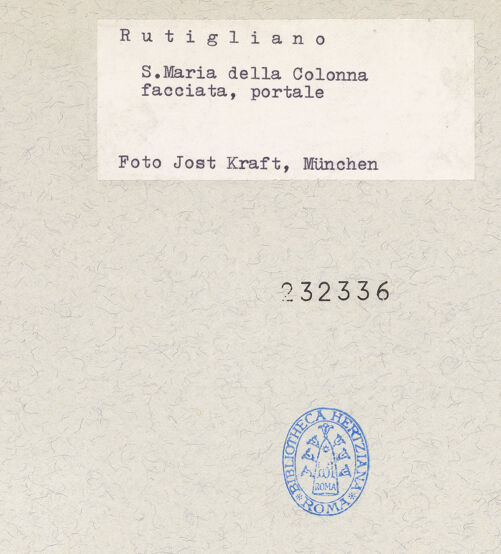 Rutigliano
S.Maria della Colonna
facciata, portale
Foto Jost Kraft, München
232336
*BIBLIOTHECA HERTZIANA*
ROMA
ROMA